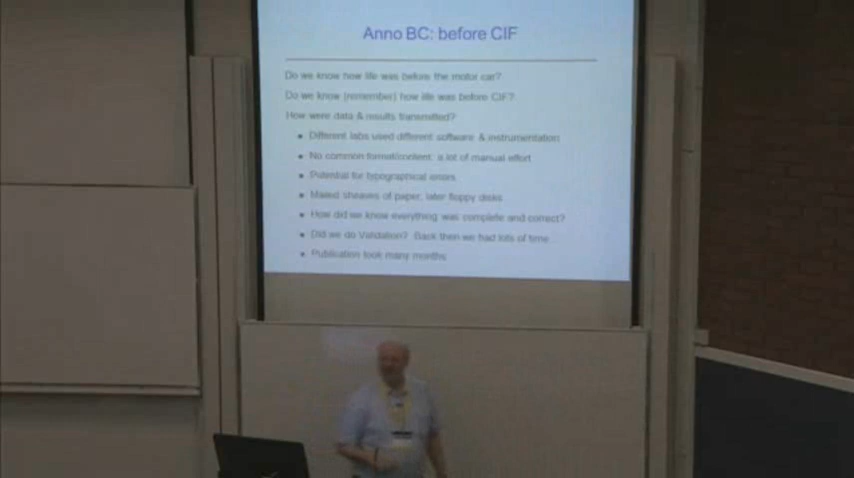 Anno BC: before CIF
Do we know how life was before the motor car?
Do we know (remember) how life was before CIF?
How were data & results transmitted?
• Different labs used different software & instrumentation
• No common format/content: a lot of manual effort
• Potential for typographical errors
• Mailed sheaves of paper, later floppy disks
• How did we know everything was complete and correct?
• Did we do Validation? Back then we had lots of time
• Publication took many months